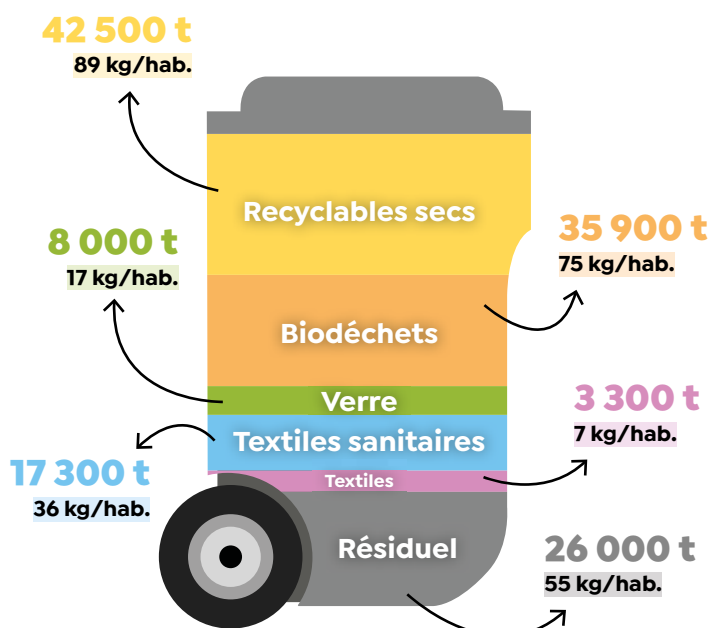 42 500 t
89 kg/hab.
Recyclables secs
8 000 t
17 kg/hab.
35 900 t
75 kg/hab.
Biodéchets
Verre
3 300 t
7 kg/hab.
Textiles sanitaires
17 300 t
36 kg/hab.
Textiles
Résiduel
26 000 t
55 kg/hab.